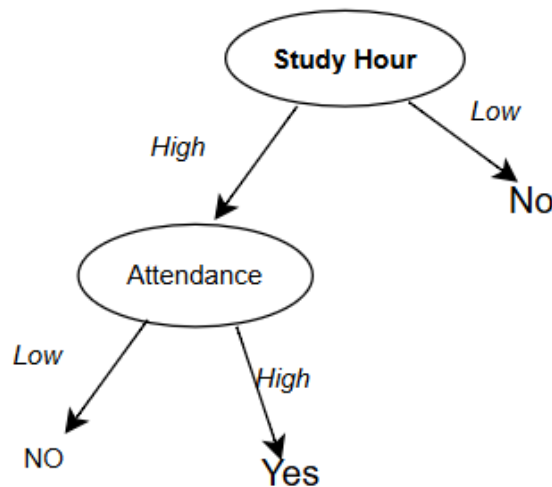 Study Hour
High
Low
No
Attendance
Low
High
NO
Yes